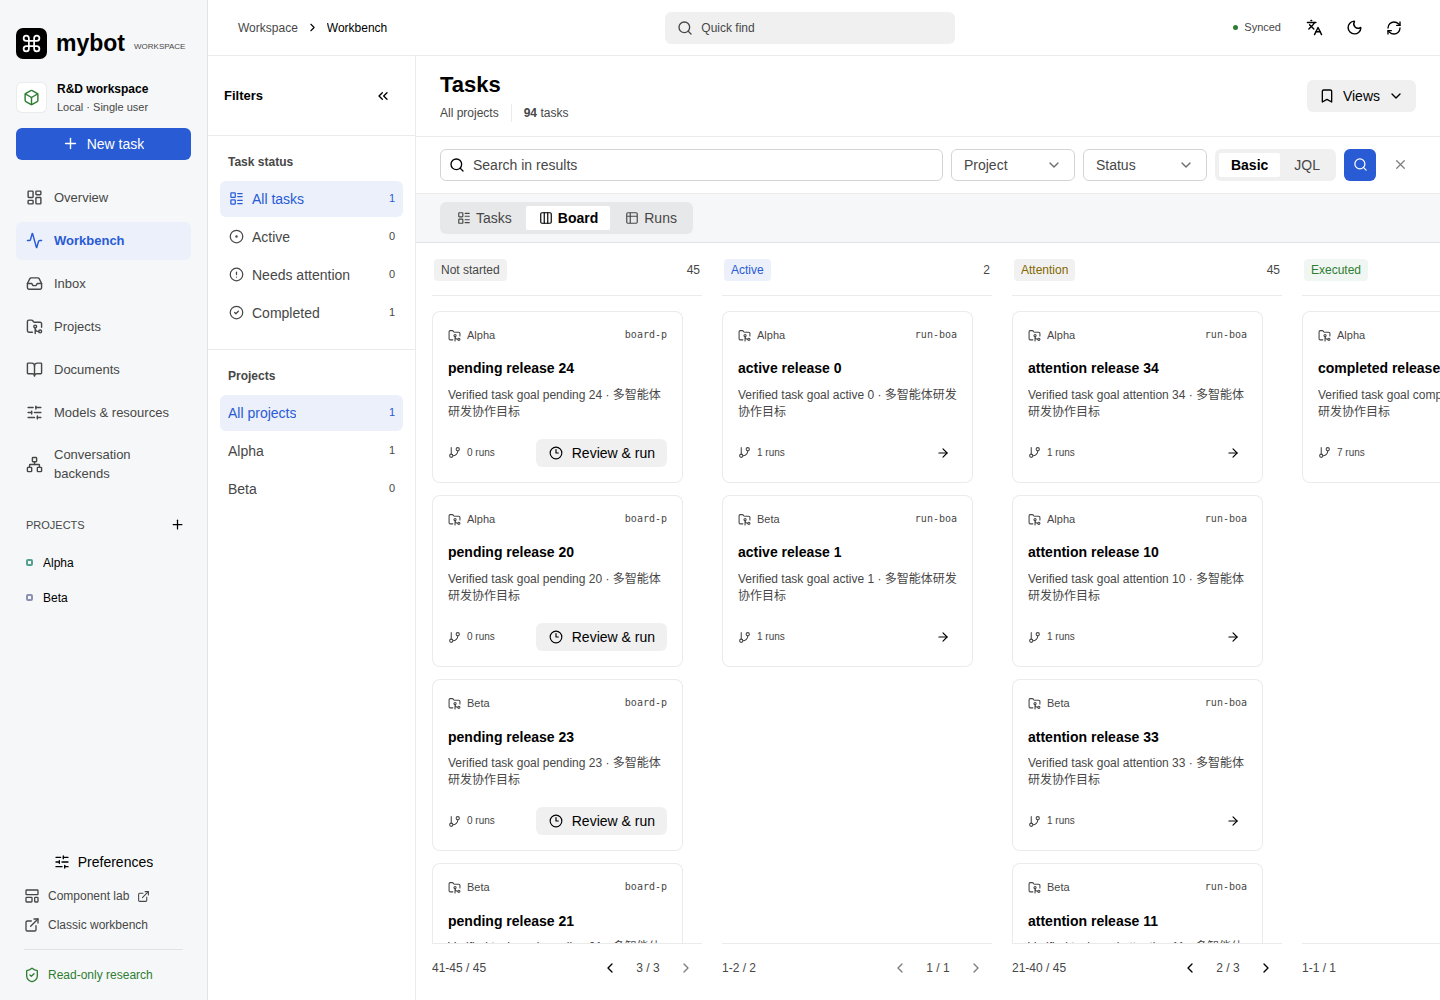 mybot WORKSPACE
R&D workspace
Local · Single user
New task
Overview
Workbench
Inbox
Projects
Documents
Models & resources
Conversation
backends
PROJECTS
Alpha
Beta
Preferences
Component lab
Classic workbench
Read-only research
Workspace > Workbench
Quick find
Synced
Filters
Task status
All tasks 1
Active 0
Needs attention 0
Completed 1
Projects
All projects 1
Alpha 1
Beta 0
Tasks
All projects 94 tasks
Views
Search in results
Project
Status
Basic JQL
Tasks Board Runs
Not started 45
Alpha board-p
pending release 24
Verified task goal pending 24 · 多智能体
研发协作目标
0 runs Review & run
Alpha board-p
pending release 20
Verified task goal pending 20 · 多智能体
研发协作目标
0 runs Review & run
Beta board-p
pending release 23
Verified task goal pending 23 · 多智能体
研发协作目标
0 runs Review & run
Beta board-p
pending release 21
41-45 / 45 3 / 3
Active 2
Alpha run-boa
active release 0
Verified task goal active 0 · 多智能体研发
协作目标
1 runs
Beta run-boa
active release 1
Verified task goal active 1 · 多智能体研发
协作目标
1 runs
1-2 / 2 1 / 1
Attention 45
Alpha run-boa
attention release 34
Verified task goal attention 34 · 多智能体
研发协作目标
1 runs
Alpha run-boa
attention release 10
Verified task goal attention 10 · 多智能体
研发协作目标
1 runs
Beta run-boa
attention release 33
Verified task goal attention 33 · 多智能体
研发协作目标
1 runs
Beta run-boa
attention release 11
21-40 / 45 2 / 3
Executed
Alpha
completed release
Verified task goal comp
研发协作目标
7 runs
1-1 / 1